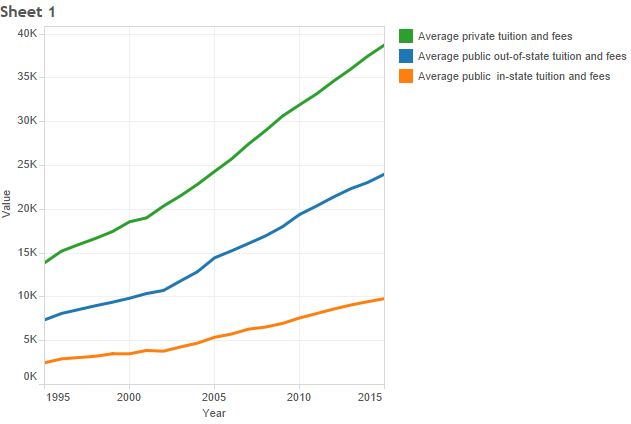 Sheet 1
Average private tuition and fees
Average public out-of-state tuition and fees
Average public  in-state tuition and fees
40K
35K
30K
25K
20K
15K
10K
5K
0K
Value
1995
2000
2005
2010
2015
Year